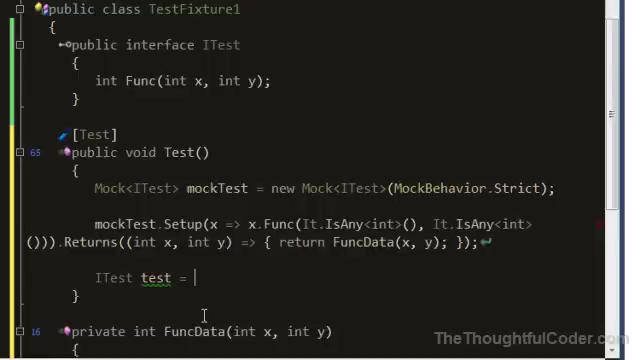 public class TestFixture1
{
public interface ITest
{
int Func(int x, int y);
}
[Test]
65 public void Test()
{
Mock<ITest> mockTest = new Mock<ITest>(MockBehavior.Strict);
mockTest.Setup(x => x.Func(It.IsAny<int>(), It.IsAny<int>
())).Returns((int x, int y) => { return FuncData(x, y); });
ITest test =
}
16 private int FuncData(int x, int y)
{
TheThoughtfulCoder.com